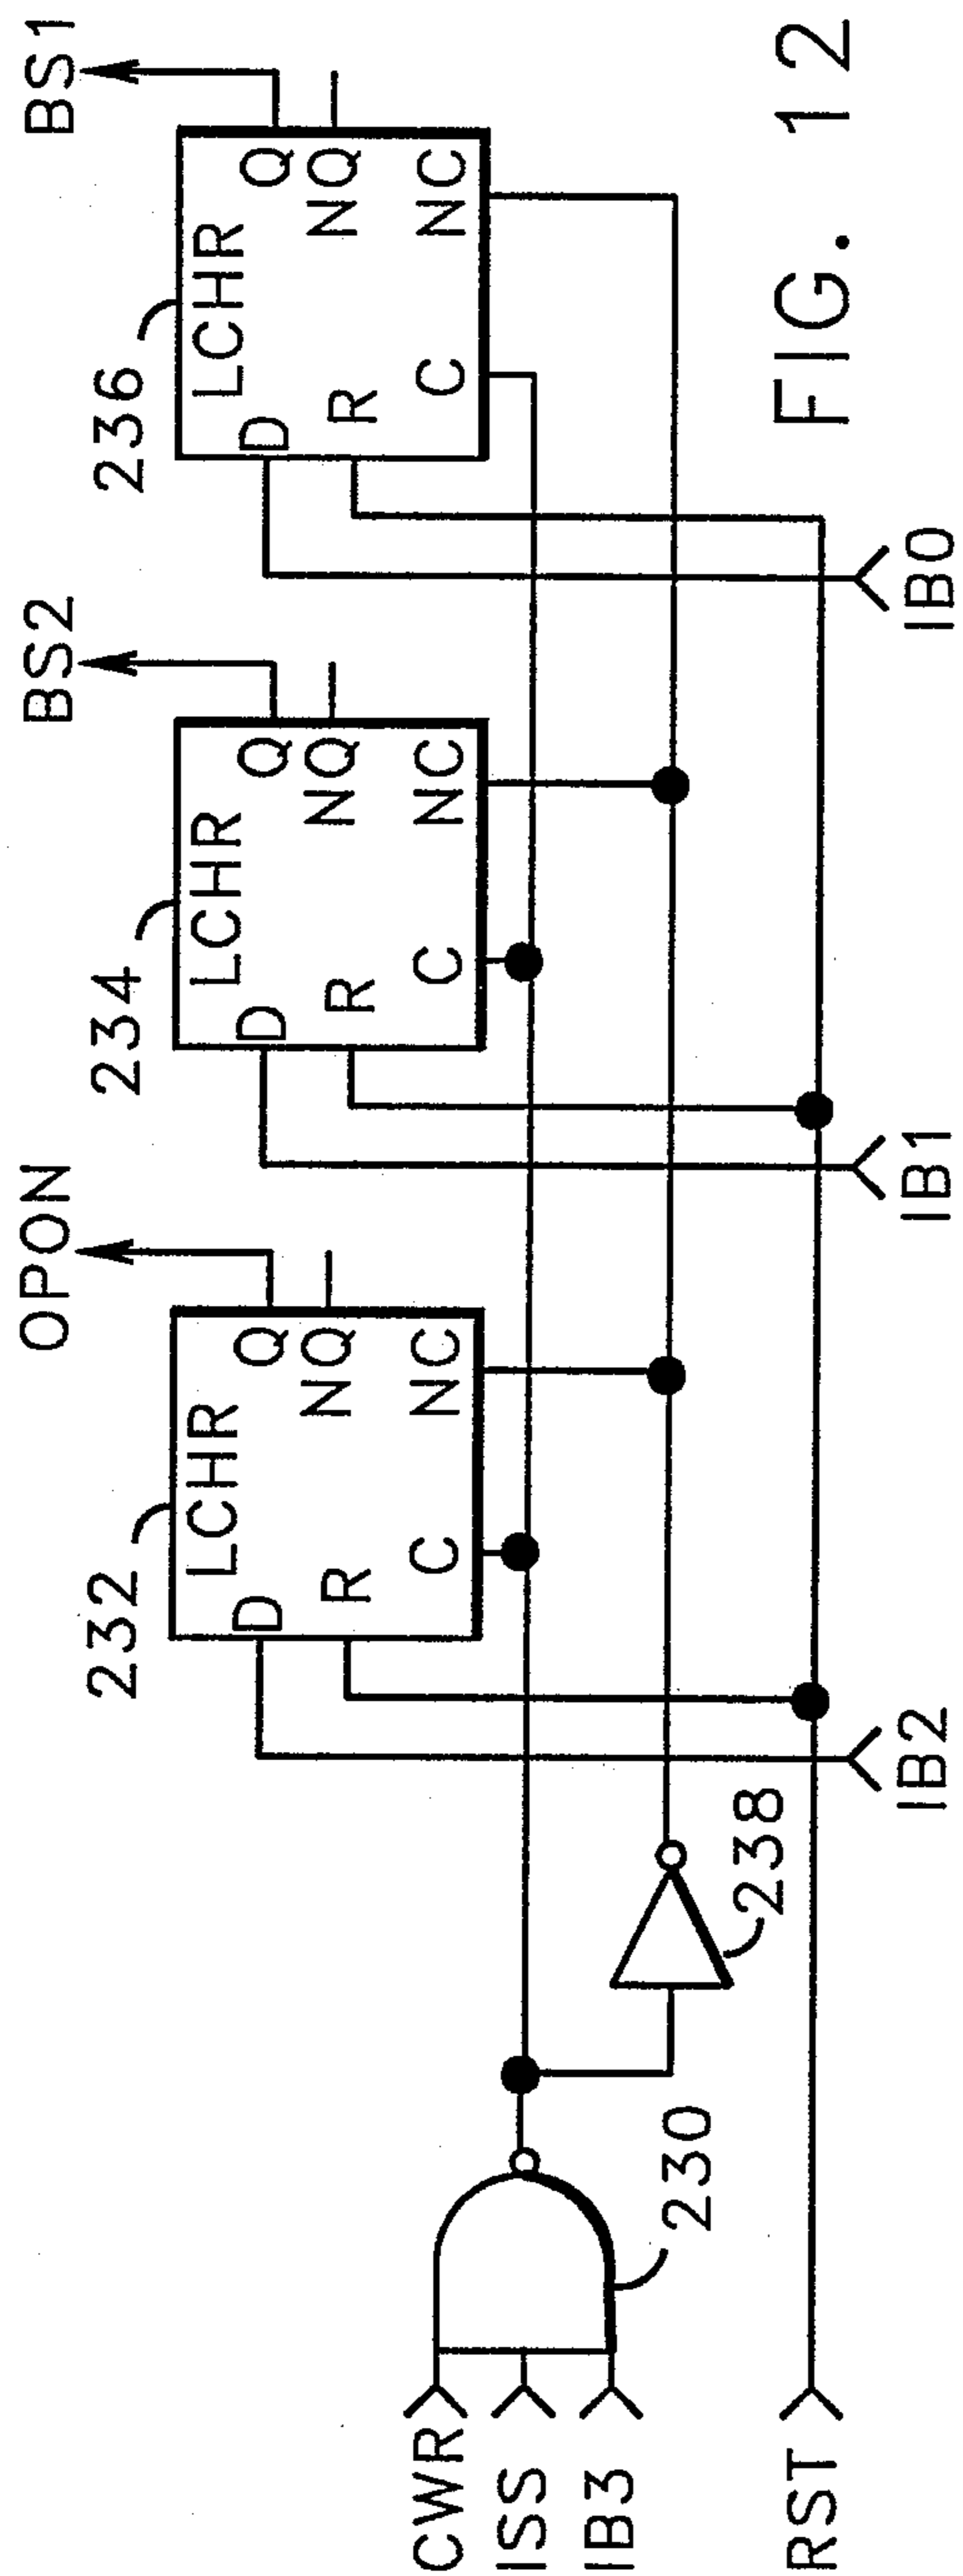 OPON
BS2
BS1
232
234
236
LCHR
D
Q
R
NQ
C
NC
LCHR
D
Q
R
NQ
C
NC
LCHR
D
Q
R
NQ
C
NC
CWR
ISS
IB3
230
238
RST
IB2
IB1
IB0
FIG. 12